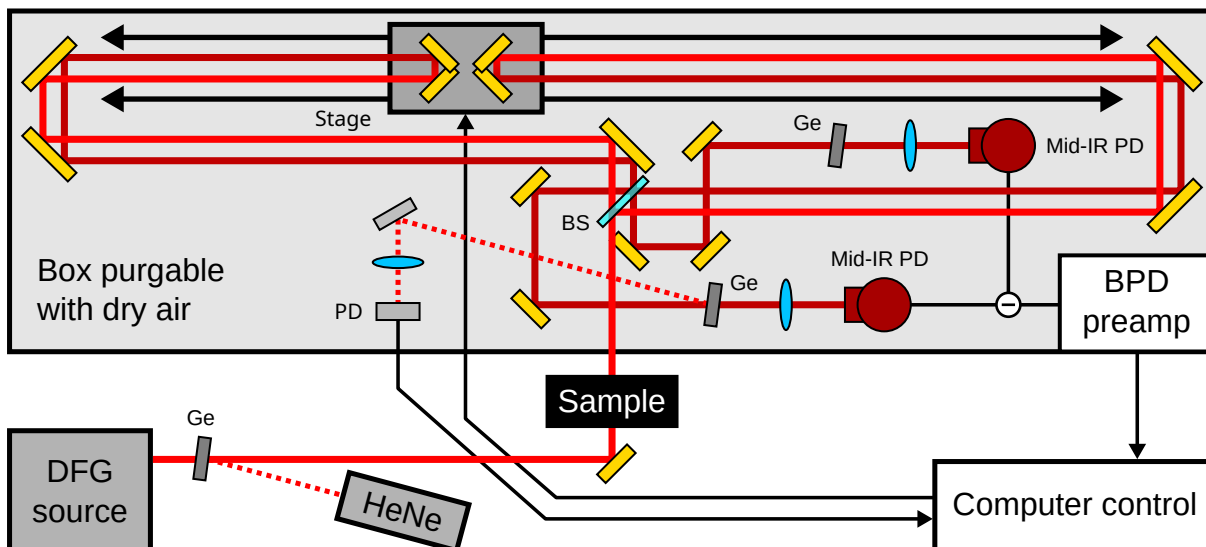 Stage
Ge
Mid-IR PD
BS
Box purgable
with dry air
Mid-IR PD
Ge
PD
BPD
preamp
Sample
Ge
DFG
source
HeNe
Computer control